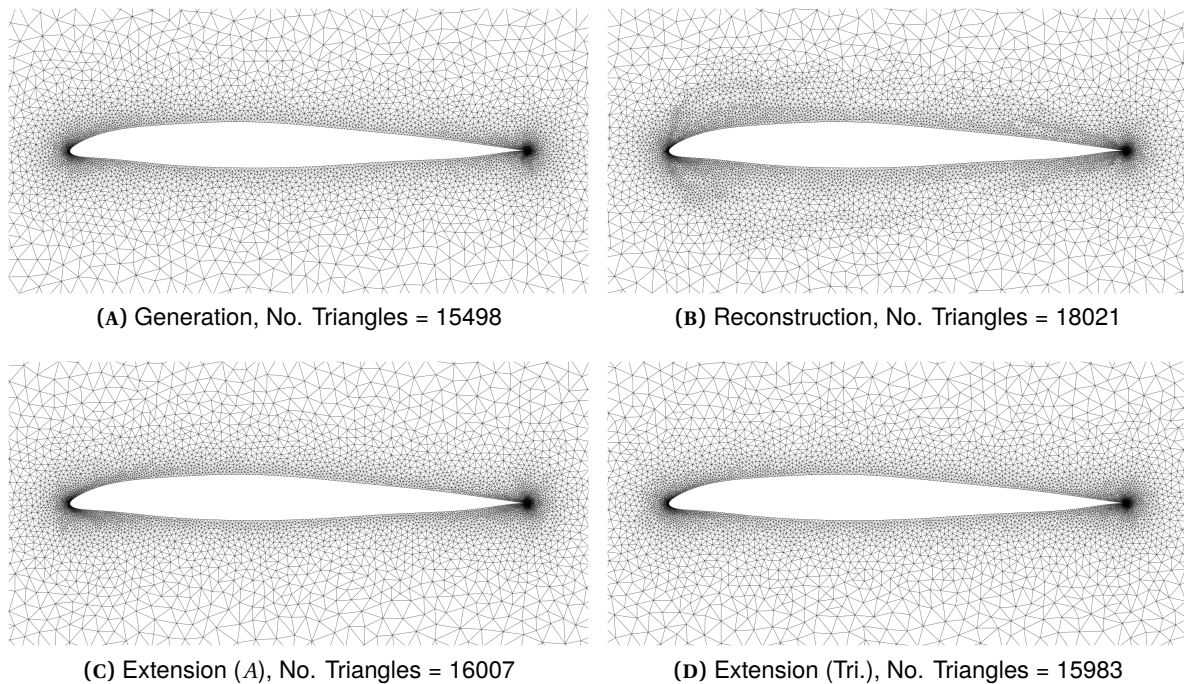 (A) Generation, No. Triangles = 15498
(B) Reconstruction, No. Triangles = 18021
(C) Extension (A), No. Triangles = 16007
(D) Extension (Tri.), No. Triangles = 15983